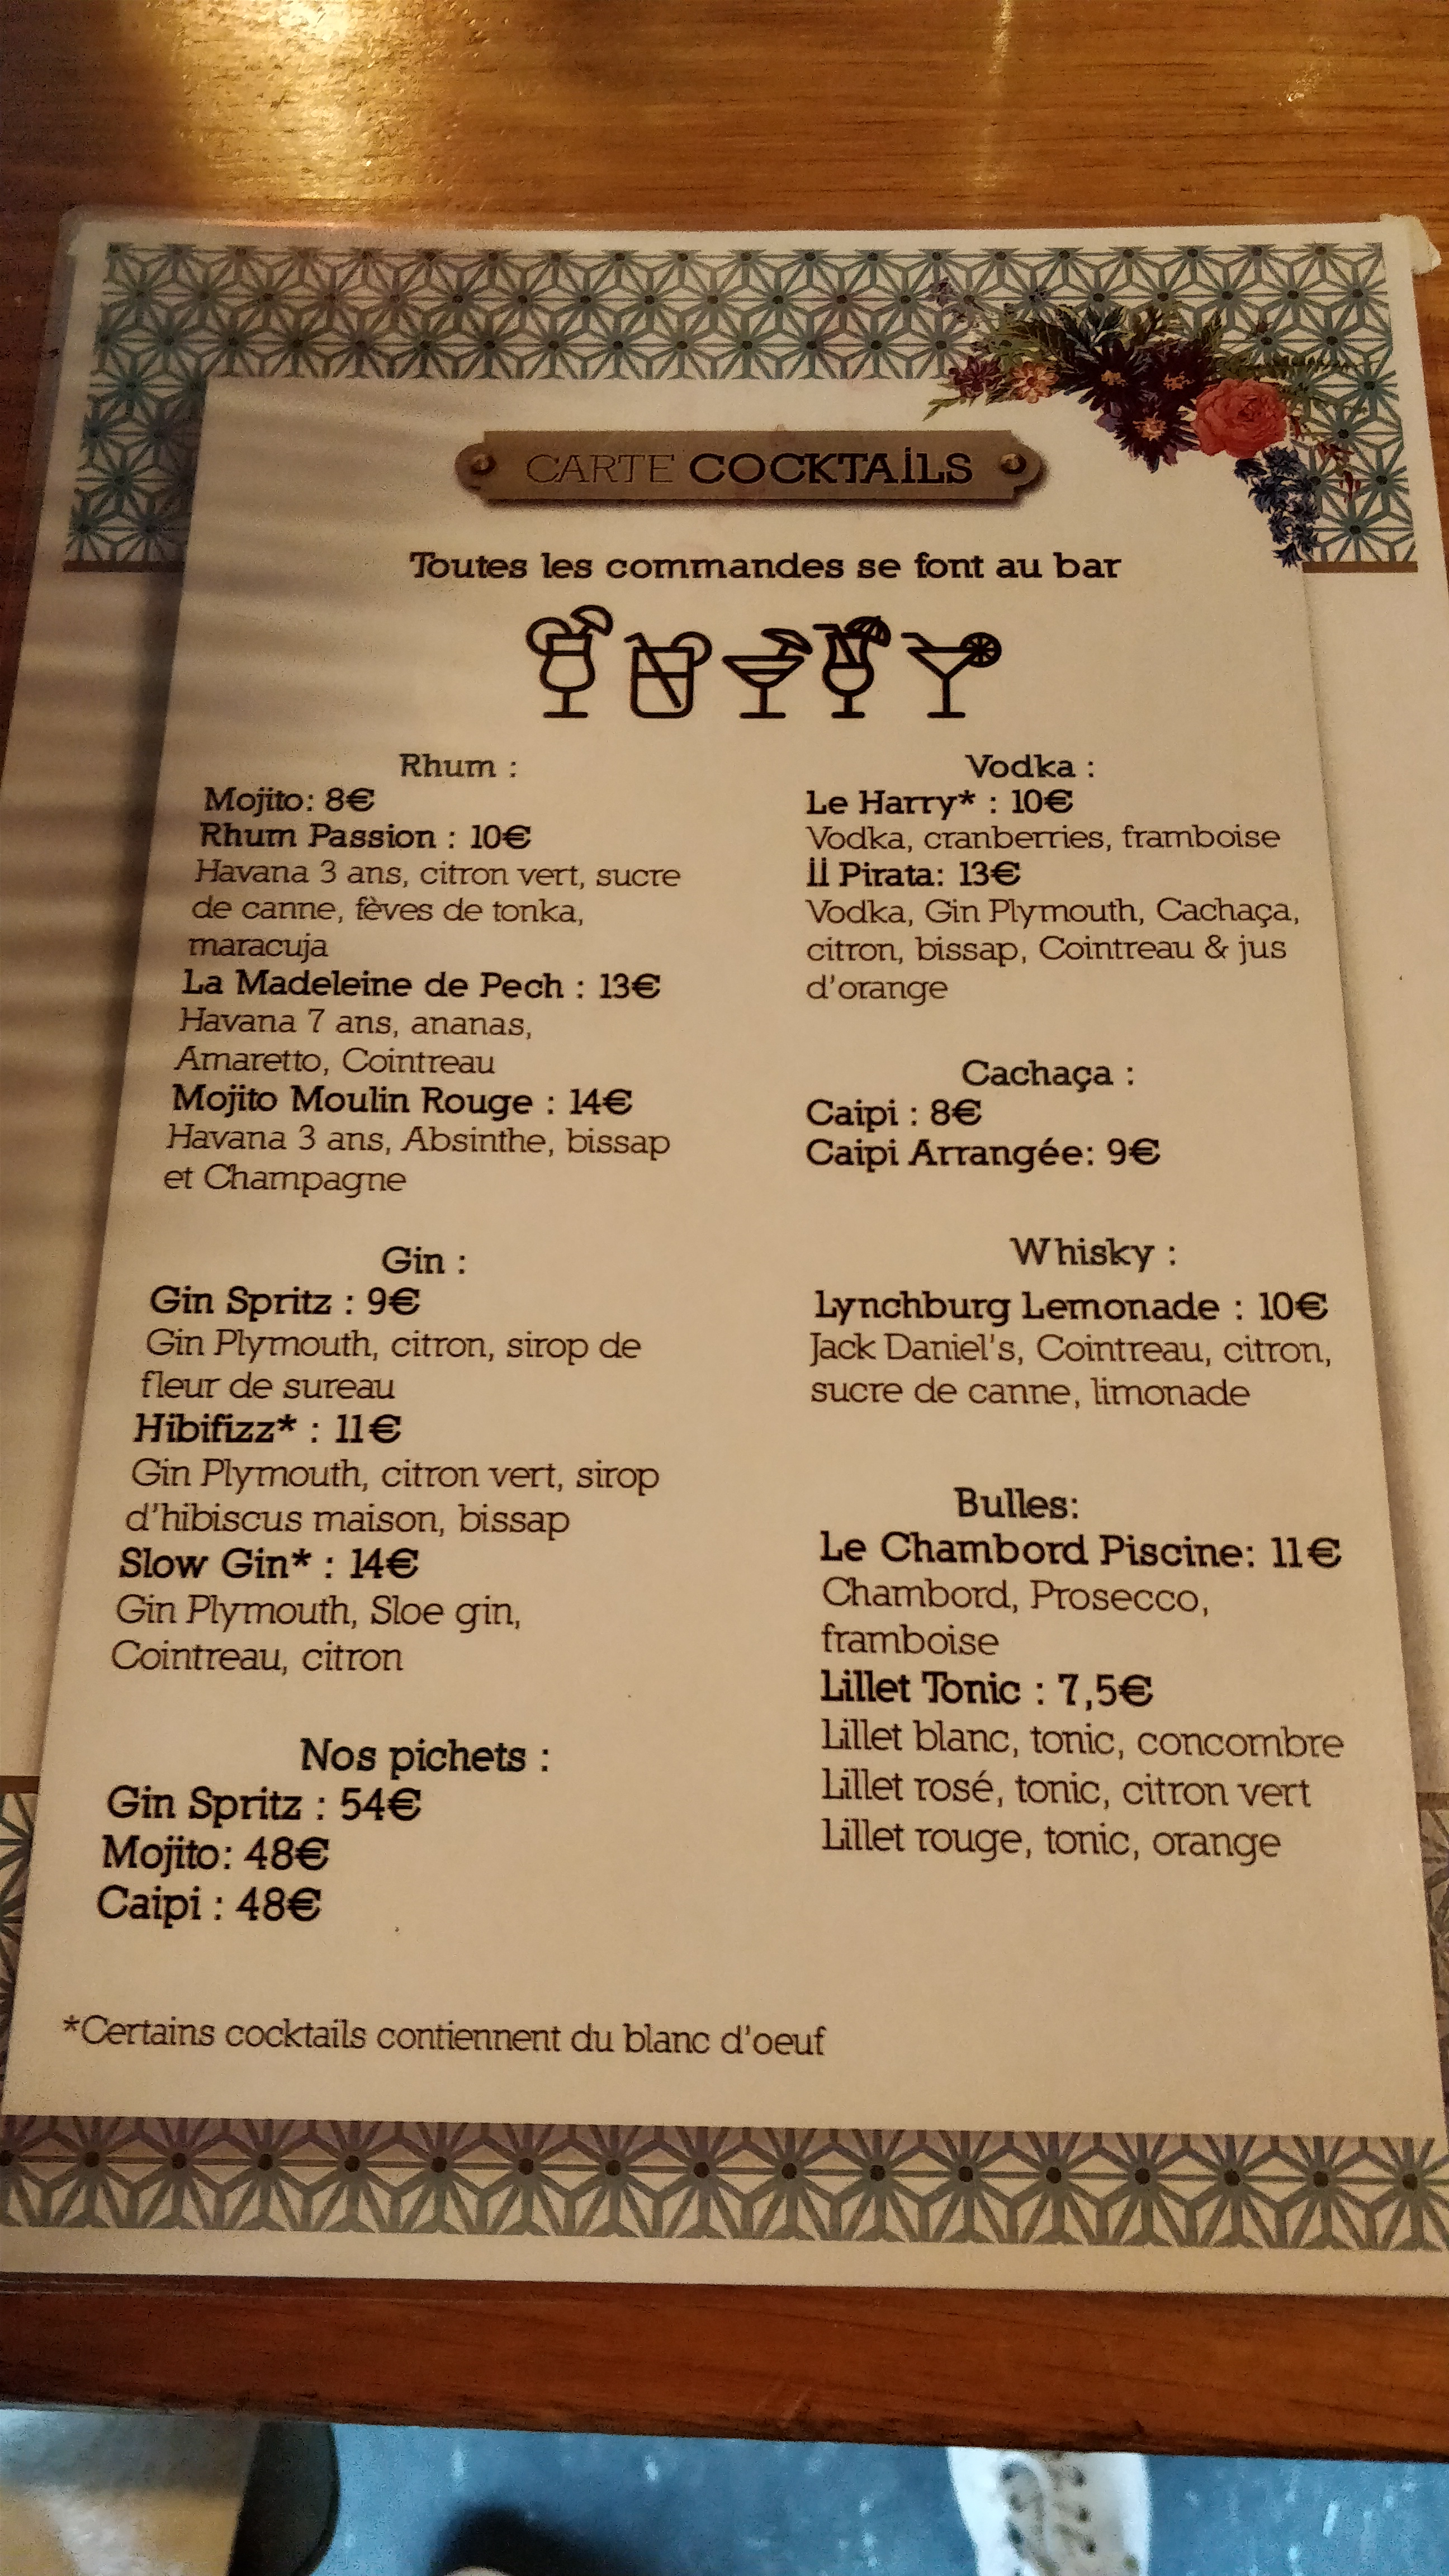 CARTE COCKTAiLS
Toutes les commandes se font au bar
Rhum :
Mojito: 8€
Rhum Passion : 10€
Havana 3 ans, citron vert, sucre
de canne, fèves de tonka,
maracuja
La Madeleine de Pech : 13€
Havana 7 ans, ananas,
Amaretto, Cointreau
Mojito Moulin Rouge : 14€
Havana 3 ans, Absinthe, bissap
et Champagne
Gin :
Gin Spritz : 9€
Gin Plymouth, citron, sirop de
fleur de sureau
Hibifizz* : 11€
Gin Plymouth, citron vert, sirop
d'hibiscus maison, bissap
Slow Gin* : 14€
Gin Plymouth, Sloe gin,
Cointreau, citron
Nos pichets :
Gin Spritz : 54€
Mojito: 48€
Caipi : 48€
Vodka :
Le Harry* : 10€
Vodka, cranberries, framboise
il Pirata: 13€
Vodka, Gin Plymouth, Cachaça,
citron, bissap, Cointreau & jus
d'orange
Cachaça :
Caipi : 8€
Caipi Arrangée: 9€
Whisky :
Lynchburg Lemonade : 10€
Jack Daniel's, Cointreau, citron,
sucre de canne, limonade
Bulles:
Le Chambord Piscine: 11€
Chambord, Prosecco,
framboise
Lillet Tonic : 7,5€
Lillet blanc, tonic, concombre
Lillet rosé, tonic, citron vert
Lillet rouge, tonic, orange
*Certains cocktails contiennent du blanc d'oeuf